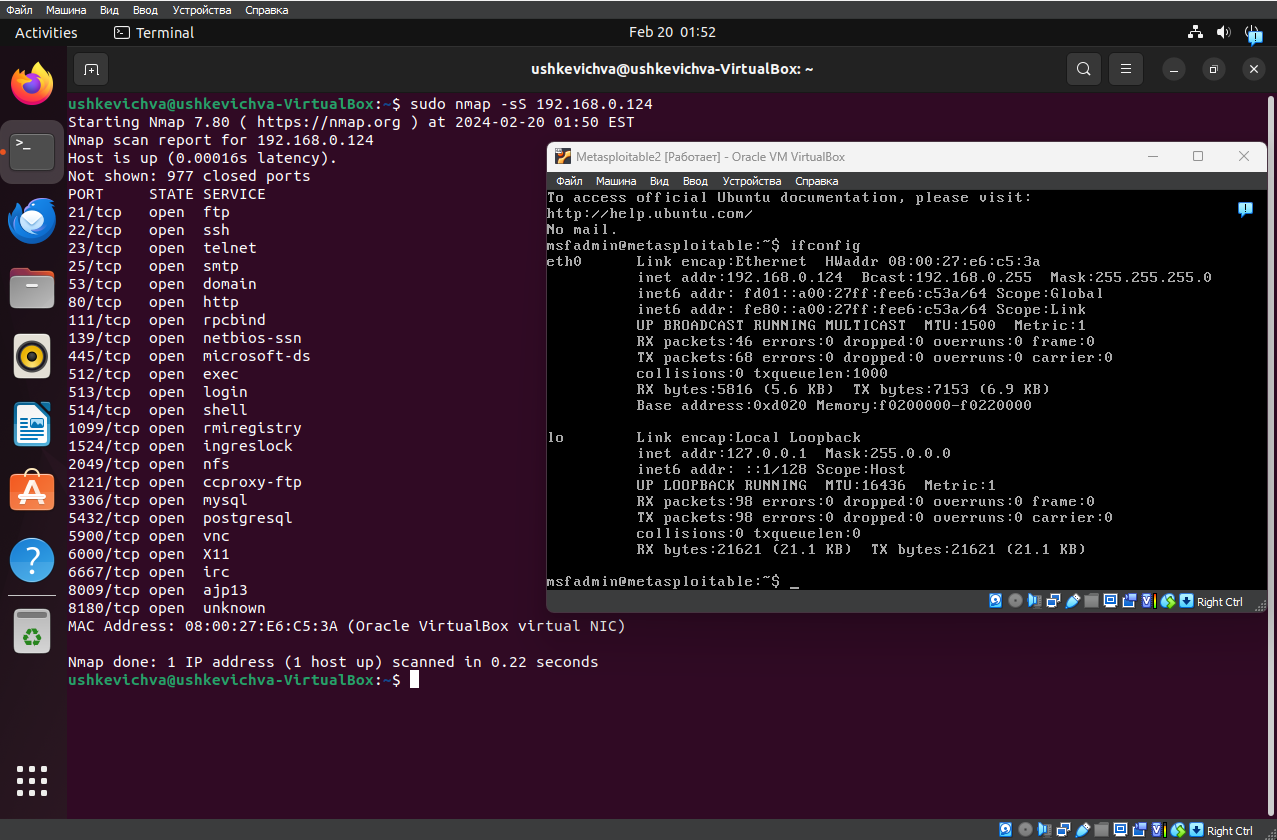 Файл Машина Вид Ввод Устройства Справка
Activities Terminal Feb 20 01:52
ushkevichva@ushkevichva-VirtualBox: ~
ushkevichva@ushkevichva-VirtualBox:~$ sudo nmap -sS 192.168.0.124
Starting Nmap 7.80 ( https://nmap.org ) at 2024-02-20 01:50 EST
Nmap scan report for 192.168.0.124
Host is up (0.00016s latency).
Not shown: 977 closed ports
PORT STATE SERVICE
21/tcp open ftp
22/tcp open ssh
23/tcp open telnet
25/tcp open smtp
53/tcp open domain
80/tcp open http
111/tcp open rpcbind
139/tcp open netbios-ssn
445/tcp open microsoft-ds
512/tcp open exec
513/tcp open login
514/tcp open shell
1099/tcp open rmiregistry
1524/tcp open ingreslock
2049/tcp open nfs
2121/tcp open ccproxy-ftp
3306/tcp open mysql
5432/tcp open postgresql
5900/tcp open vnc
6000/tcp open X11
6667/tcp open irc
8009/tcp open ajp13
8180/tcp open unknown
MAC Address: 08:00:27:E6:C5:3A (Oracle VirtualBox virtual NIC)
Nmap done: 1 IP address (1 host up) scanned in 0.22 seconds
ushkevichva@ushkevichva-VirtualBox:~$
Metasploitable2 [Работает] - Oracle VM VirtualBox
Файл Машина Вид Ввод Устройства Справка
To access official Ubuntu documentation, please visit:
http://help.ubuntu.com/
No mail.
msfadmin@metasploitable:~$ ifconfig
eth0 Link encap:Ethernet HWaddr 08:00:27:e6:c5:3a
inet addr:192.168.0.124 Bcast:192.168.0.255 Mask:255.255.255.0
inet6 addr: fd01::a00:27ff:fee6:c53a/64 Scope:Global
inet6 addr: fe80::a00:27ff:fee6:c53a/64 Scope:Link
UP BROADCAST RUNNING MULTICAST MTU:1500 Metric:1
RX packets:46 errors:0 dropped:0 overruns:0 frame:0
TX packets:68 errors:0 dropped:0 overruns:0 carrier:0
collisions:0 txqueuelen:1000
RX bytes:5816 (5.6 KB) TX bytes:7153 (6.9 KB)
Base address:0xd020 Memory:f0200000-f0220000
lo Link encap:Local Loopback
inet addr:127.0.0.1 Mask:255.0.0.0
inet6 addr: ::1/128 Scope:Host
UP LOOPBACK RUNNING MTU:16436 Metric:1
RX packets:98 errors:0 dropped:0 overruns:0 frame:0
TX packets:98 errors:0 dropped:0 overruns:0 carrier:0
collisions:0 txqueuelen:0
RX bytes:21621 (21.1 KB) TX bytes:21621 (21.1 KB)
msfadmin@metasploitable:~$ _
Right Ctrl
Right Ctrl